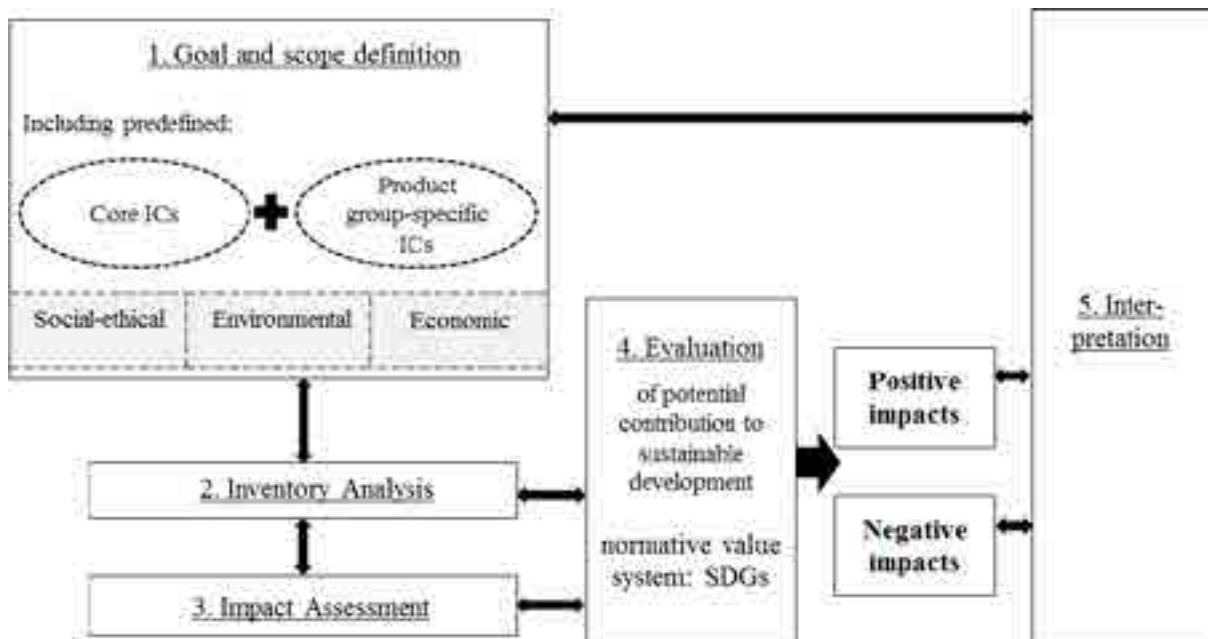 1. Goal and scope definition
Including predefined:
Core ICs
Product
group-specific
ICs
Social-ethical
Environmental
Economic
2. Inventory Analysis
3. Impact Assessment
4. Evaluation
of potential
contribution to
sustainable
development
normative value
system: SDGs
Positive
impacts
Negative
impacts
5. Inter-
pretation